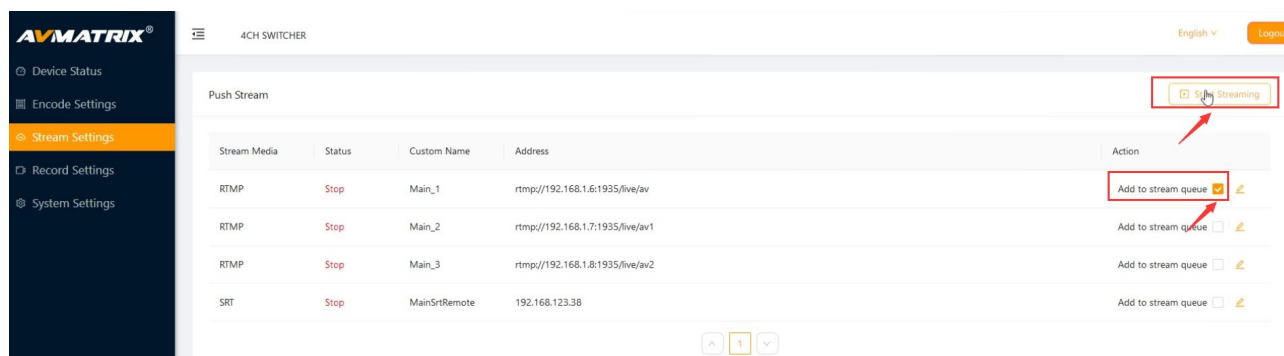 AVMATRIX®
4CH SWITCHER
English
Logou
Device Status
Encode Settings
Stream Settings
Record Settings
System Settings
Push Stream
Streaming
Stream Media Status Custom Name Address Action
RTMP Stop Main_1 rtmp://192.168.1.6:1935/live/av Add to stream queue
RTMP Stop Main_2 rtmp://192.168.1.7:1935/live/av1 Add to stream queue
RTMP Stop Main_3 rtmp://192.168.1.8:1935/live/av2 Add to stream queue
SRT Stop MainSrtRemote 192.168.123.38 Add to stream queue
1